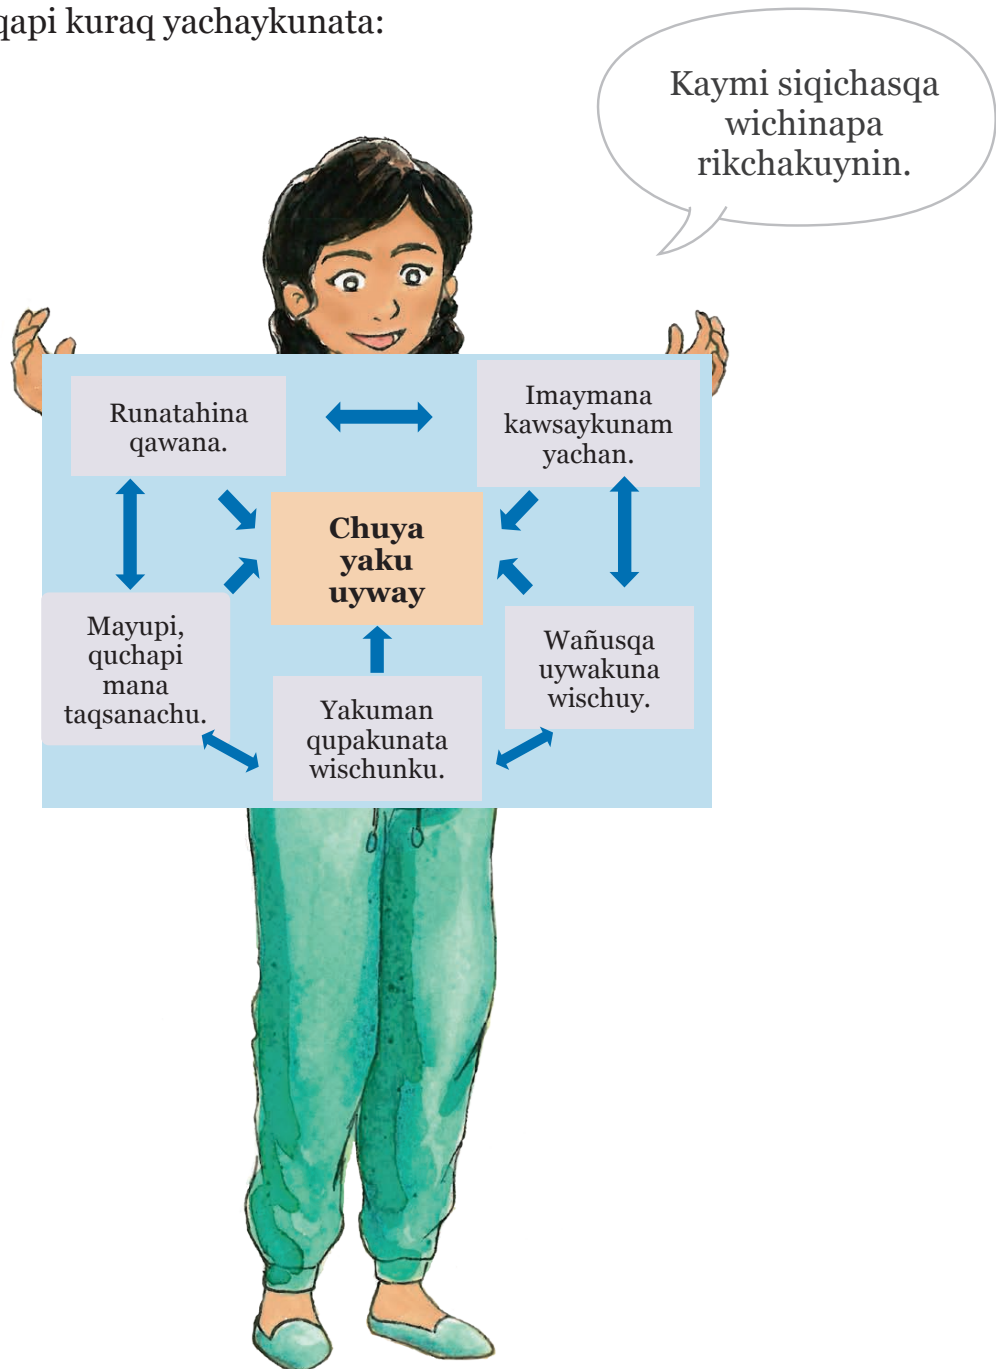 qapi kuraq yachaykunata:
Kaymi siqichasqa
wichinapa
rikchakuynin.
Runatahina
qawana.
Imaymana
kawsaykunam
yachan.
Chuya
yaku
uyway
Mayupi,
quchapi
mana
taqsanachu.
Wañusqa
uywakuna
wischuy.
Yakuman
qupakunata
wischunku.